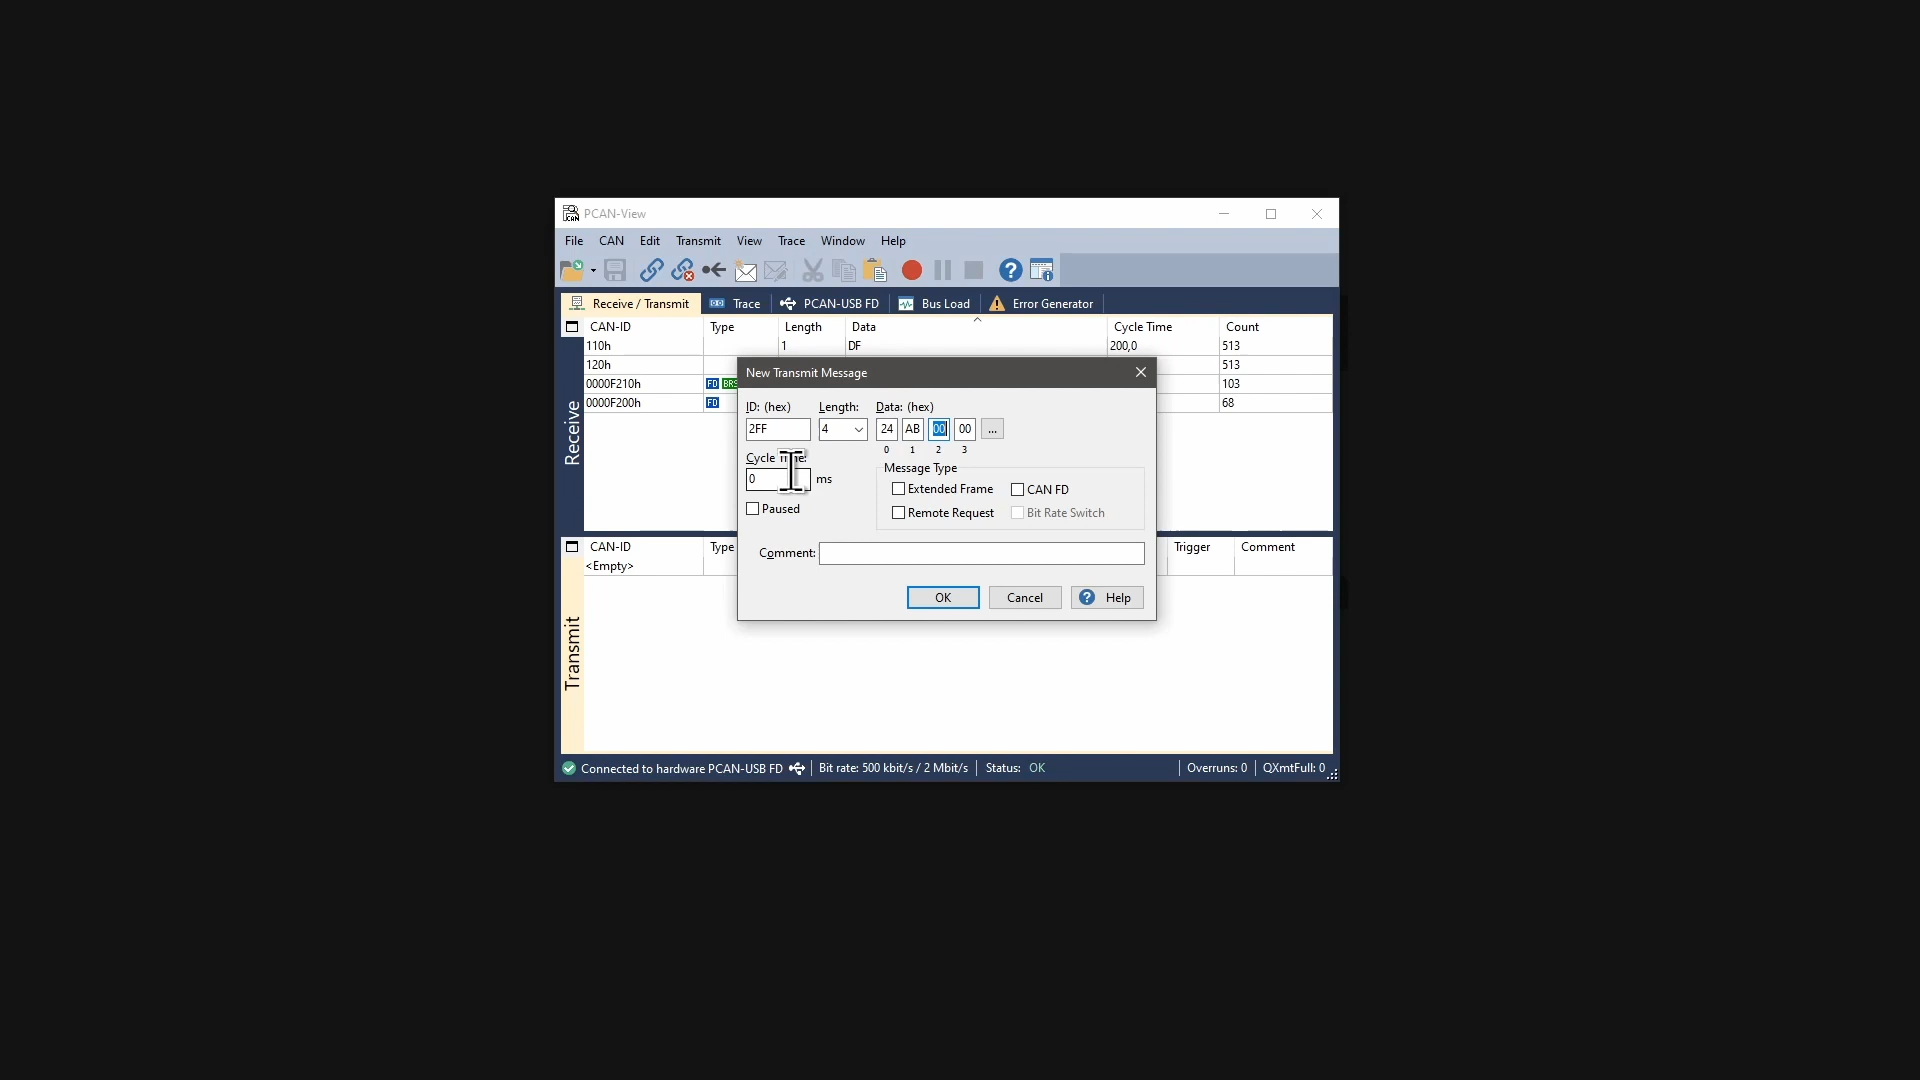 PCAN-View
File CAN Edit Transmit View Trace Window Help
Receive / Transmit Trace PCAN-USB FD Bus Load Error Generator
CAN-ID Type Length Data Cycle Time Count
110h 1 DF 200,0 513
120h 513
0000F210h FD BRS 103
0000F200h FD 68
Receive
New Transmit Message
ID: (hex) Length: Data: (hex)
2FF 4 24 AB 00 00 ...
0 1 2 3
Cycle Time: Message Type
0 ms Extended Frame CAN FD
Paused Remote Request Bit Rate Switch
Comment:
OK Cancel Help
CAN-ID Type Trigger Comment
<Empty>
Transmit
Connected to hardware PCAN-USB FD Bit rate: 500 kbit/s / 2 Mbit/s Status: OK Overruns: 0 QXmtFull: 0